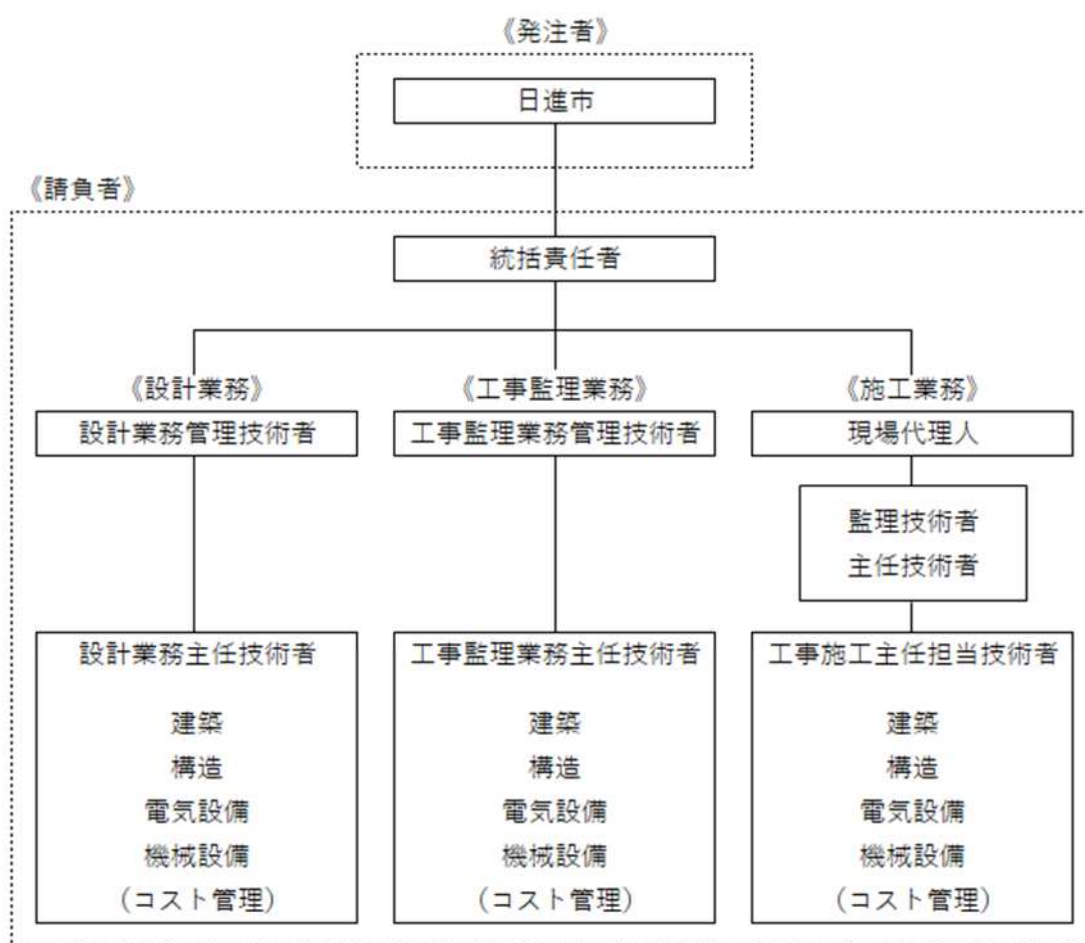 《発注者》
日進市
《請負者》
統括責任者
《設計業務》
《工事監理業務》
《施工業務》
設計業務管理技術者
工事監理業務管理技術者
現場代理人
監理技術者
主任技術者
設計業務主任技術者
建築
構造
電気設備
機械設備
(コスト管理)
工事監理業務主任技術者
建築
構造
電気設備
機械設備
(コスト管理)
工事施工主任担当技術者
建築
構造
電気設備
機械設備
(コスト管理)